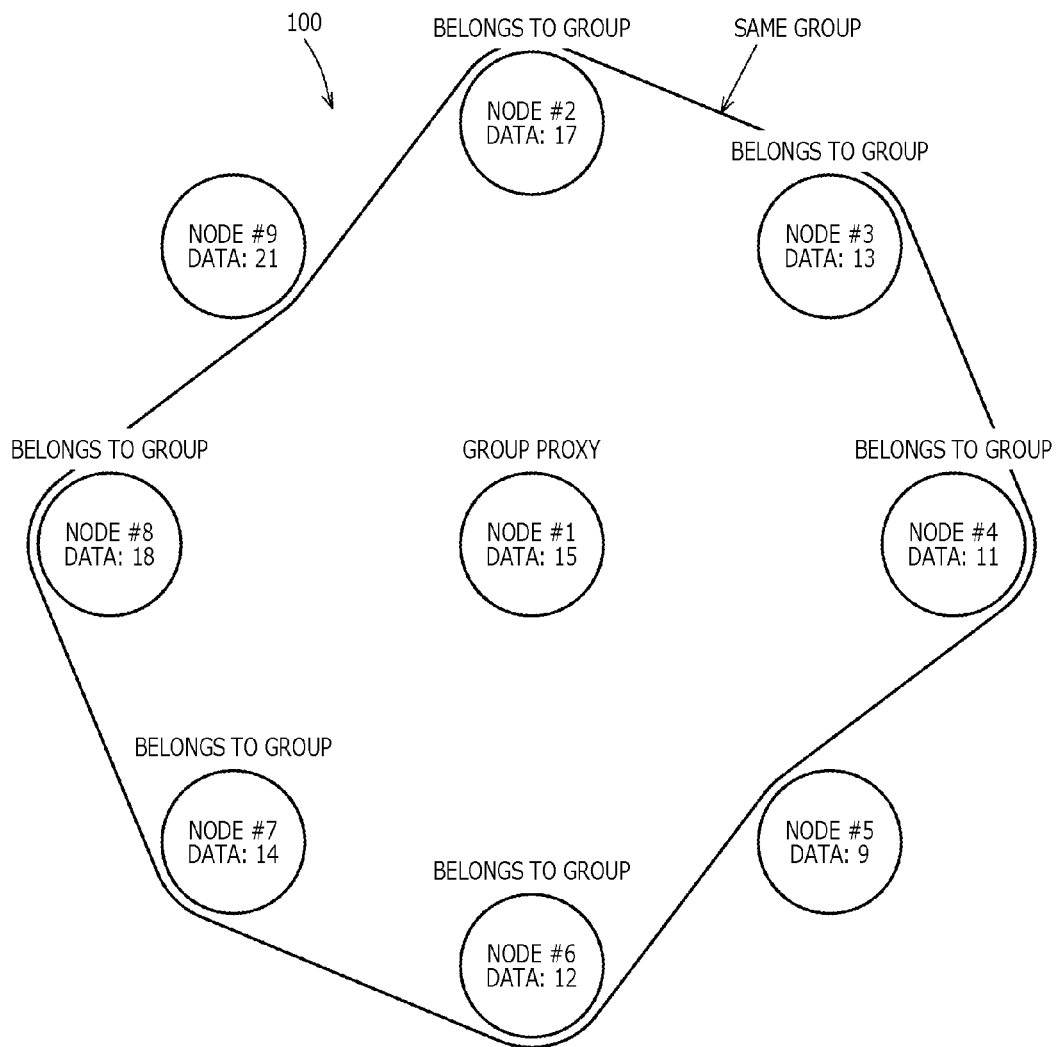 100
BELONGS TO GROUP
SAME GROUP
NODE #2
DATA: 17
BELONGS TO GROUP
NODE #9
DATA: 21
NODE #3
DATA: 13
BELONGS TO GROUP
GROUP PROXY
BELONGS TO GROUP
NODE #8
DATA: 18
NODE #1
DATA: 15
NODE #4
DATA: 11
BELONGS TO GROUP
NODE #7
DATA: 14
NODE #5
DATA: 9
BELONGS TO GROUP
NODE #6
DATA: 12